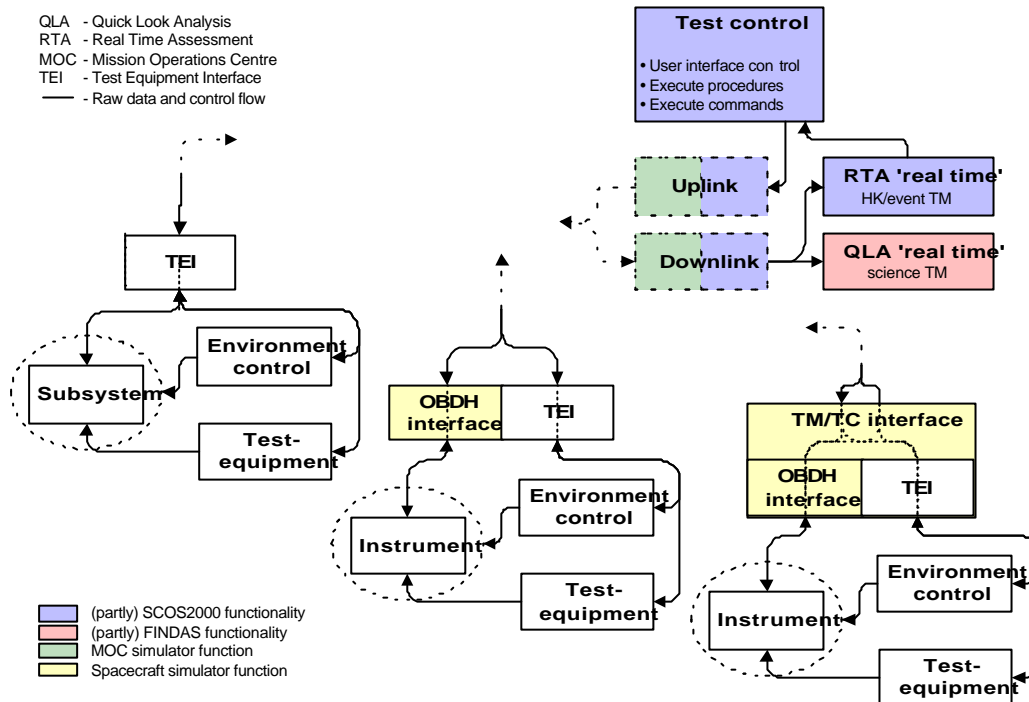 QLA - Quick Look Analysis
RTA - Real Time Assessment
MOC - Mission Operations Centre
TEI - Test Equipment Interface
- Raw data and control flow
Test control
• User interface con trol
• Execute procedures
• Execute commands
Uplink
RTA 'real time'
HK/event TM
Downlink
QLA 'real time'
science TM
TEI
Environment
control
Subsystem
Test-
equipment
OBDH
interface
TEI
Environment
control
Instrument
Test-
equipment
TM/TC interface
OBDH
interface
TEI
Environment
control
Instrument
Test-
equipment
(partly) SCOS2000 functionality
(partly) FINDAS functionality
MOC simulator function
Spacecraft simulator function